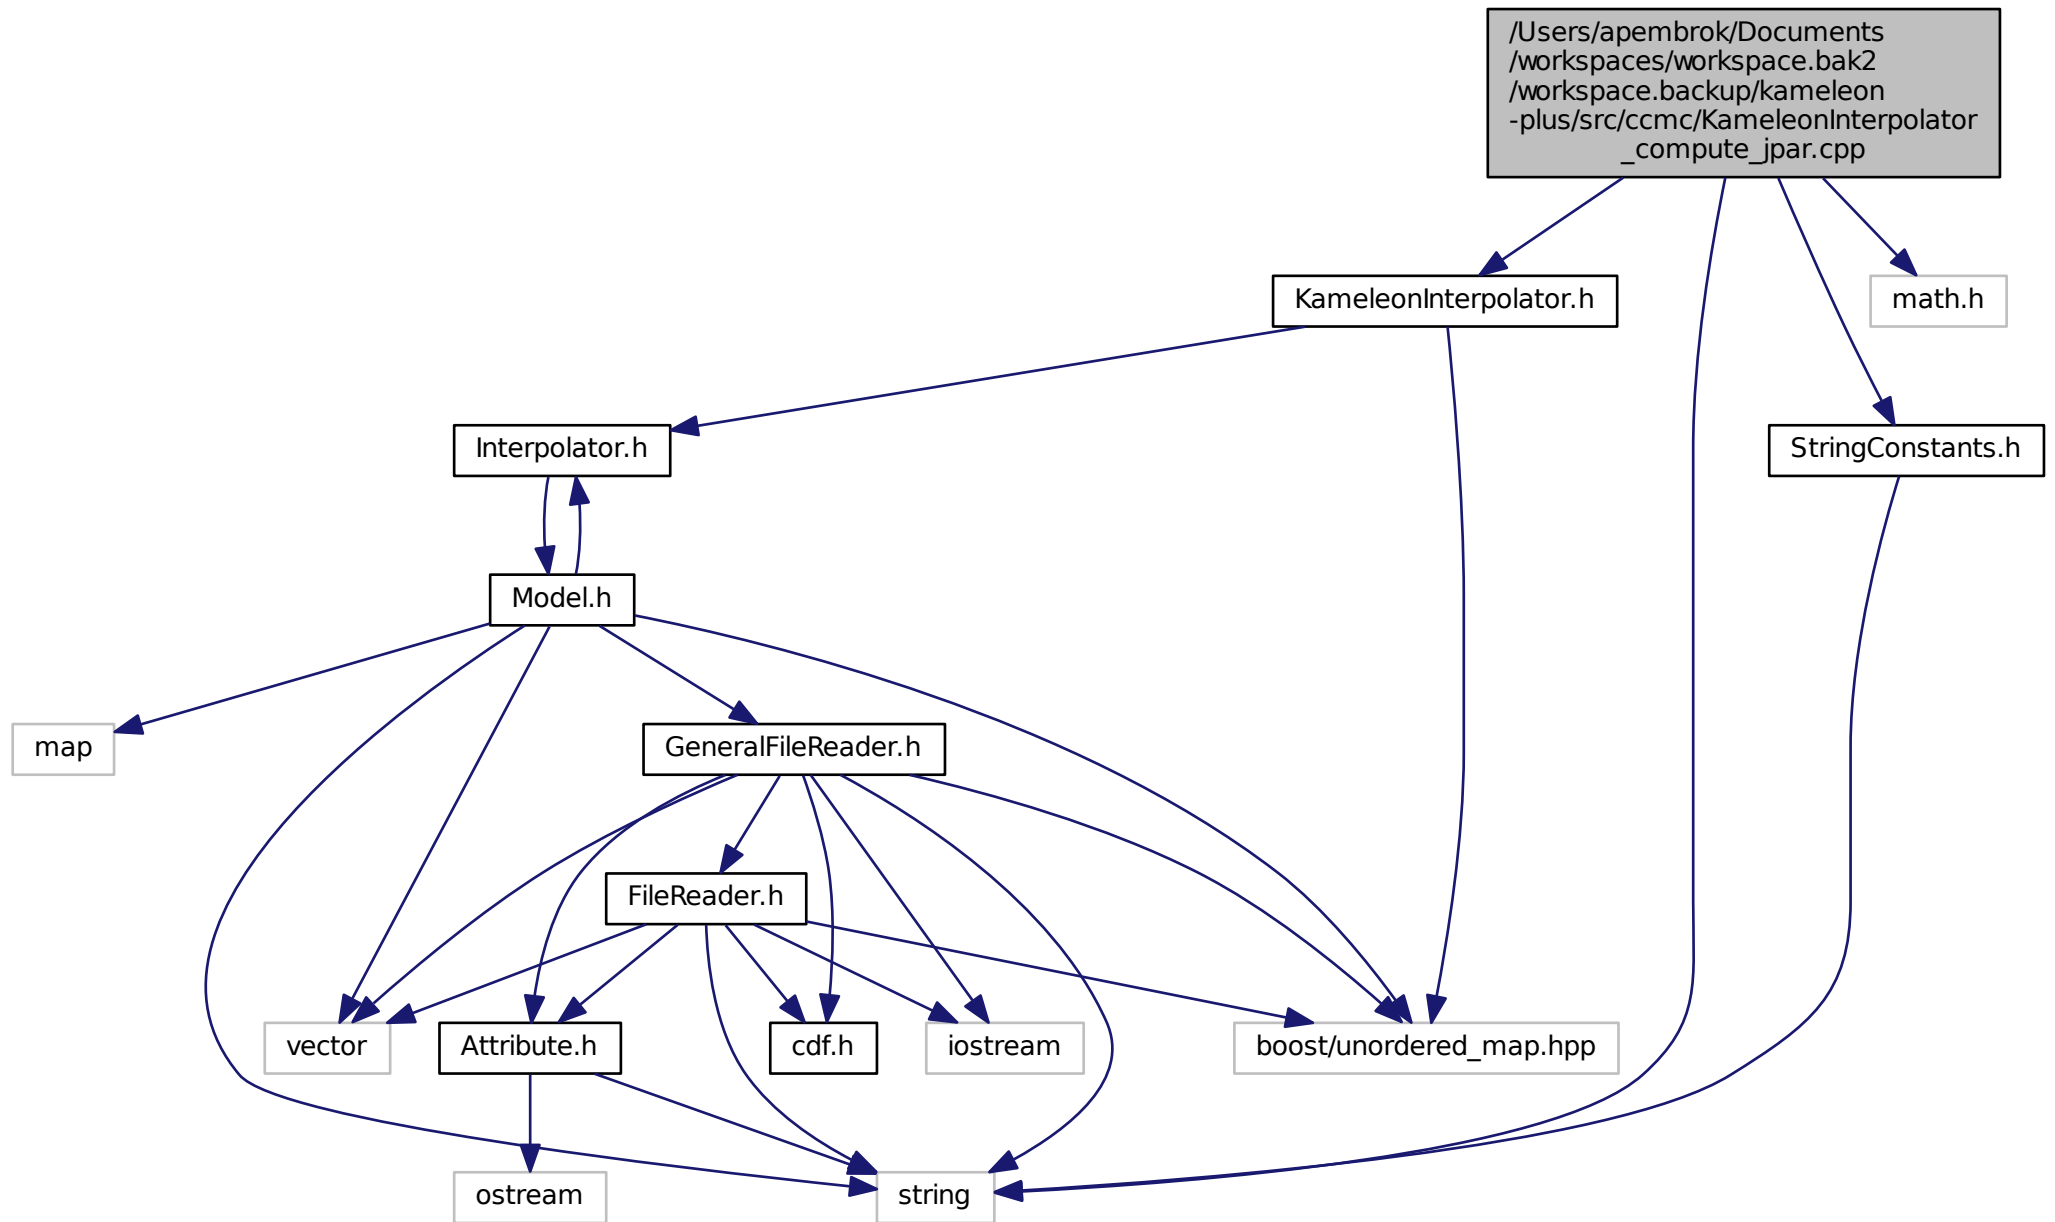 /Users/apembrok/Documents
/workspaces/workspace.bak2
/workspace.backup/kameleon
-plus/src/ccmc/KameleonInterpolator
_compute_jpar.cpp
KameleonInterpolator.h
math.h
Interpolator.h
StringConstants.h
Model.h
map
GeneralFileReader.h
FileReader.h
vector
Attribute.h
cdf.h
iostream
boost/unordered_map.hpp
ostream
string